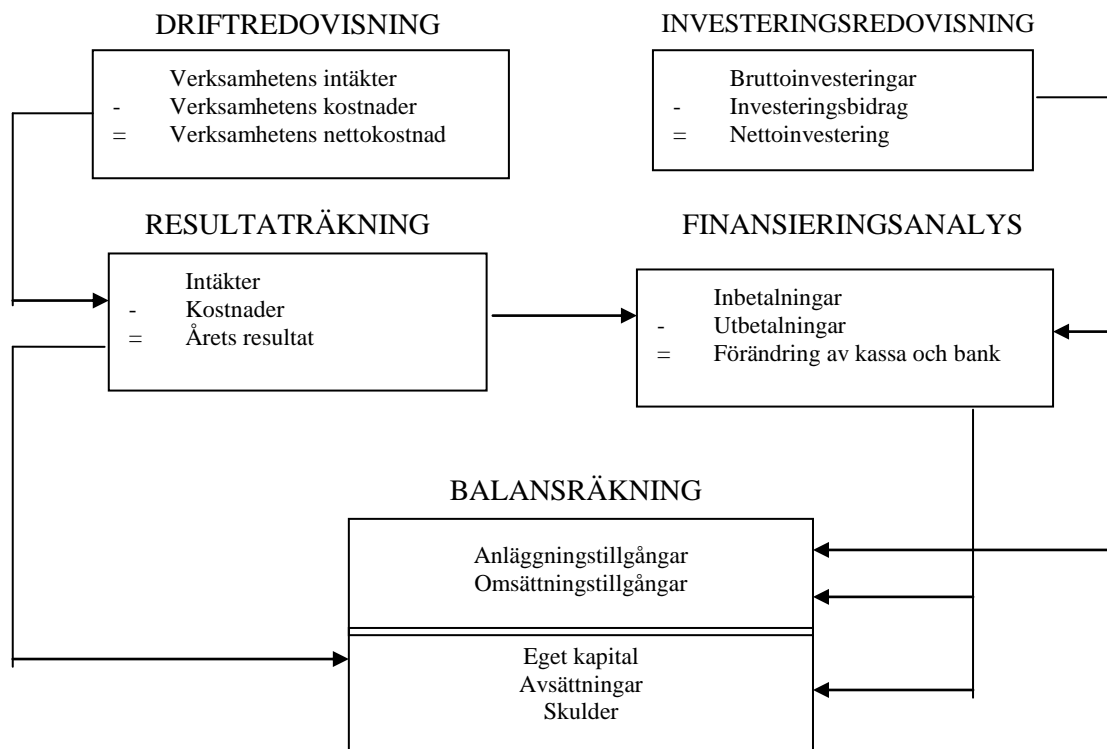 DRIFTREDOVISNING
Verksamhetens intäkter
- Verksamhetens kostnader
= Verksamhetens nettokostnad
INVESTERINGSREDOVISNING
Bruttoinvesteringar
- Investeringsbidrag
= Nettoinvestering
RESULTATRÄKNING
Intäkter
- Kostnader
= Årets resultat
FINANSIERINGSANALYS
Inbetalningar
- Utbetalningar
= Förändring av kassa och bank
BALANSRÄKNING
Anläggningstillgångar
Omsättningstillgångar
Eget kapital
Avsättningar
Skulder